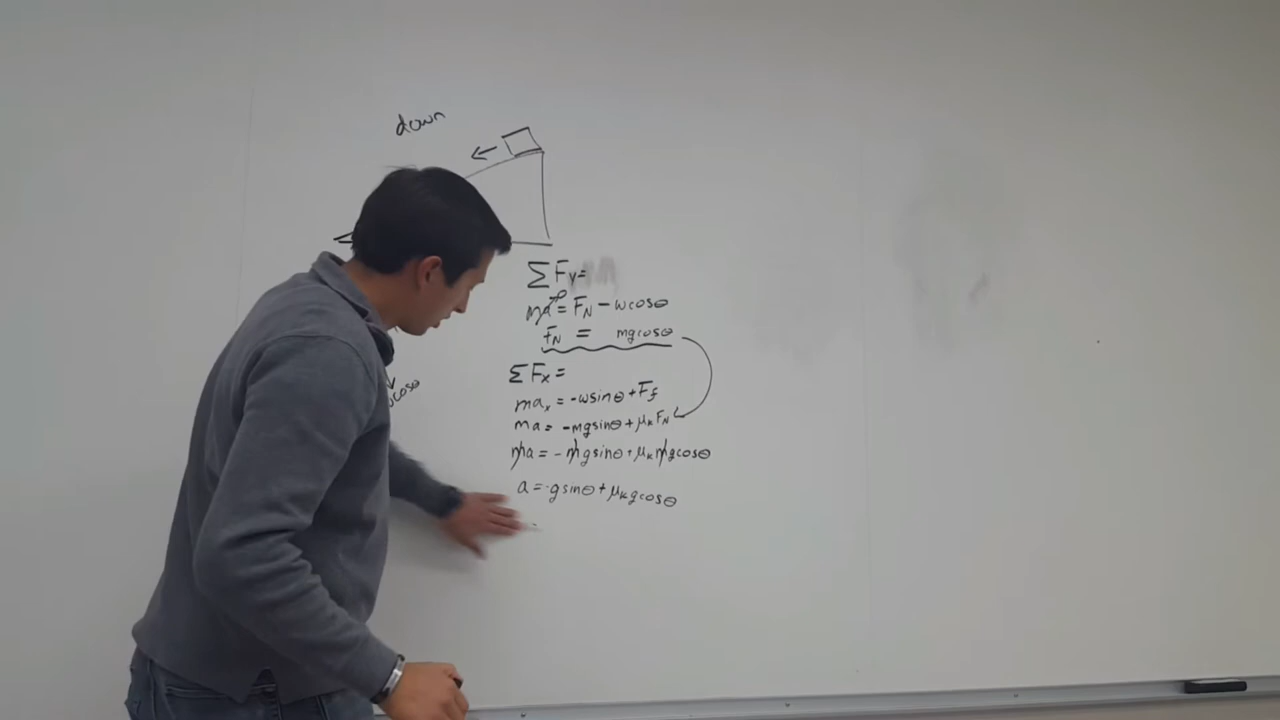 down
ΣFy=
ma = FN - wcosθ
FN = mgcosθ
ΣFx=
max = -wsinθ + Ff
ma = -mgsinθ + μkFN
ma = -mgsinθ + μkmgcosθ
a = -gsinθ + μkgcosθ